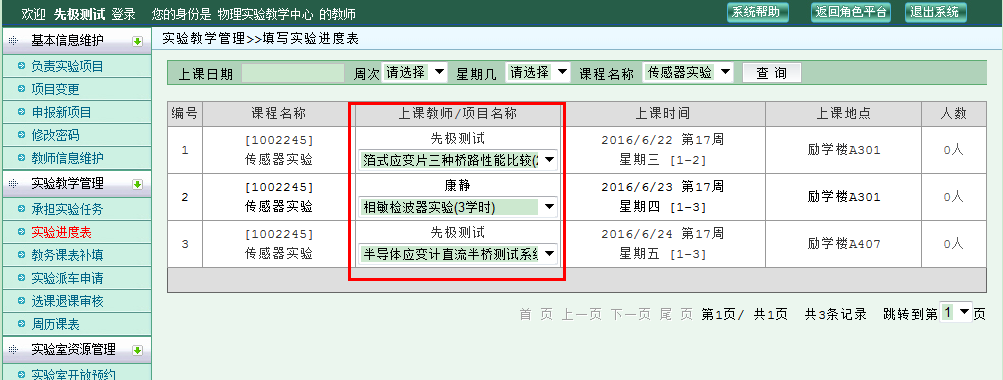 欢迎 先极测试 登录 您的身份是 物理实验教学中心 的教师 系统帮助 返回角色平台 退出系统
基本信息维护
负责实验项目
项目变更
申报新项目
修改密码
教师信息维护
实验教学管理
承担实验任务
实验进度表
教务课表补填
实验派车申请
选课退课审核
周历课表
实验室资源管理
实验室开放预约
实验教学管理>>填写实验进度表
上课日期 周次 请选择 星期几 请选择 课程名称 传感器实验 查 询
编号 课程名称 上课教师/项目名称 上课时间 上课地点 人数
1 [1002245] 传感器实验 先极测试 箔式应变片三种桥路性能比较(2 2016/6/22 第17周 星期三 [1-2] 励学楼A301 0人
2 [1002245] 传感器实验 康静 相敏检波器实验(3学时) 2016/6/23 第17周 星期四 [1-3] 励学楼A301 0人
3 [1002245] 传感器实验 先极测试 半导体应变计直流半桥测试系统 2016/6/24 第17周 星期五 [1-3] 励学楼A407 0人
首 页 上一页 下一页 尾 页 第1页/ 共1页 共3条记录 跳转到第 1 页